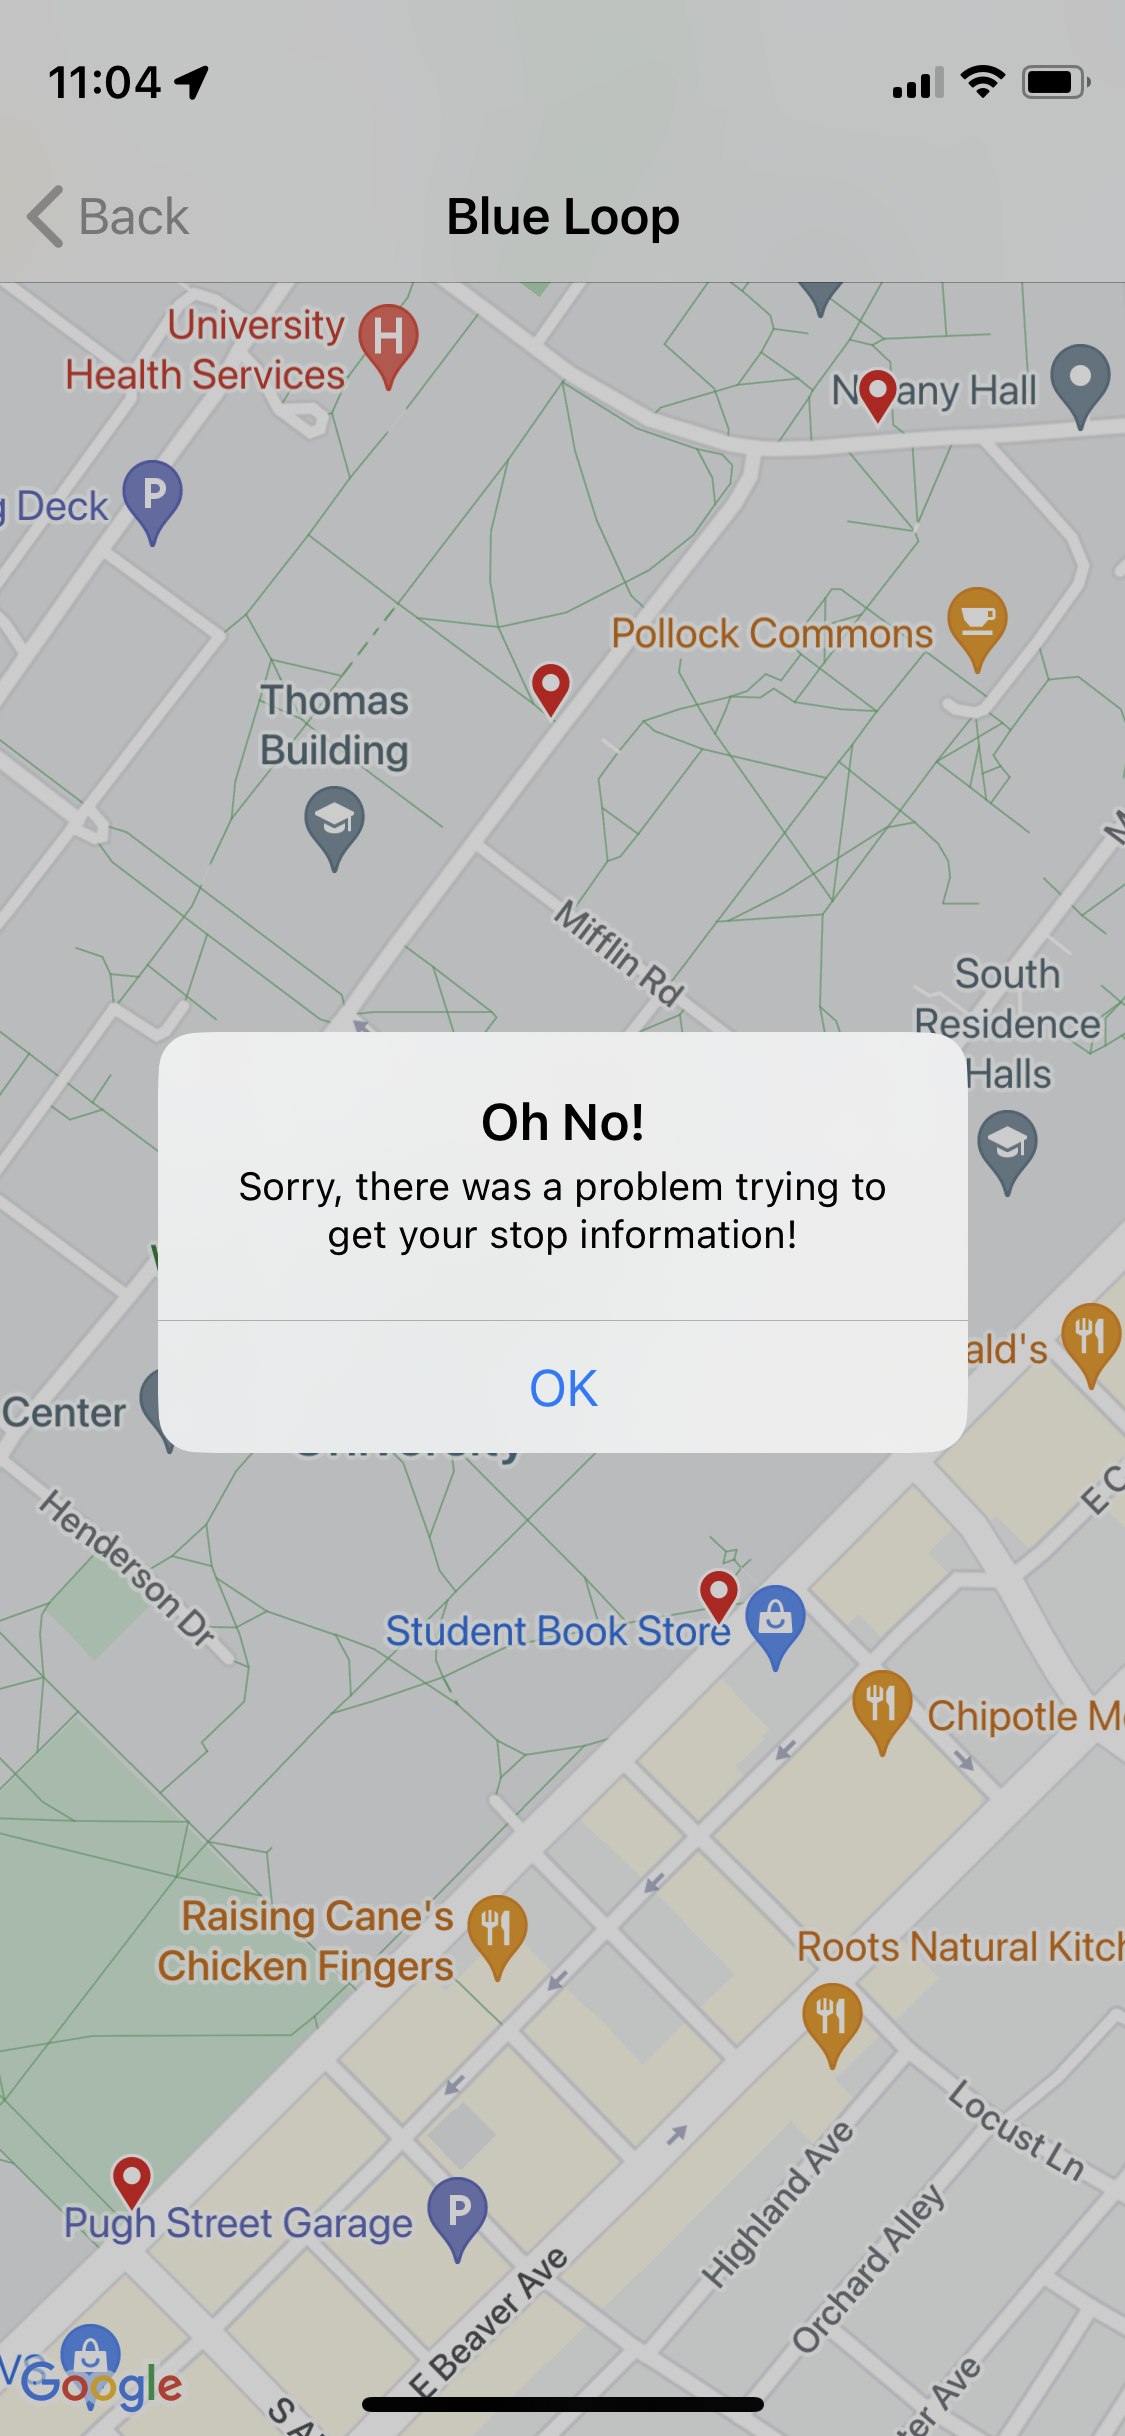 11:04
Back
Blue Loop
University
Health Services
H
N any Hall
P
Deck
Pollock Commons
Thomas
Building
Mifflin Rd
South
Residence
Halls
Oh No!
Sorry, there was a problem trying to
get your stop information!
OK
ald's
Center
E C
Henderson Dr
Student Book Store
Chipotle M
Raising Cane's
Chicken Fingers
Roots Natural Kitch
Locust Ln
Highland Ave
Pugh Street Garage
P
Orchard Alley
E Beaver Ave
Google
S A
ter Ave